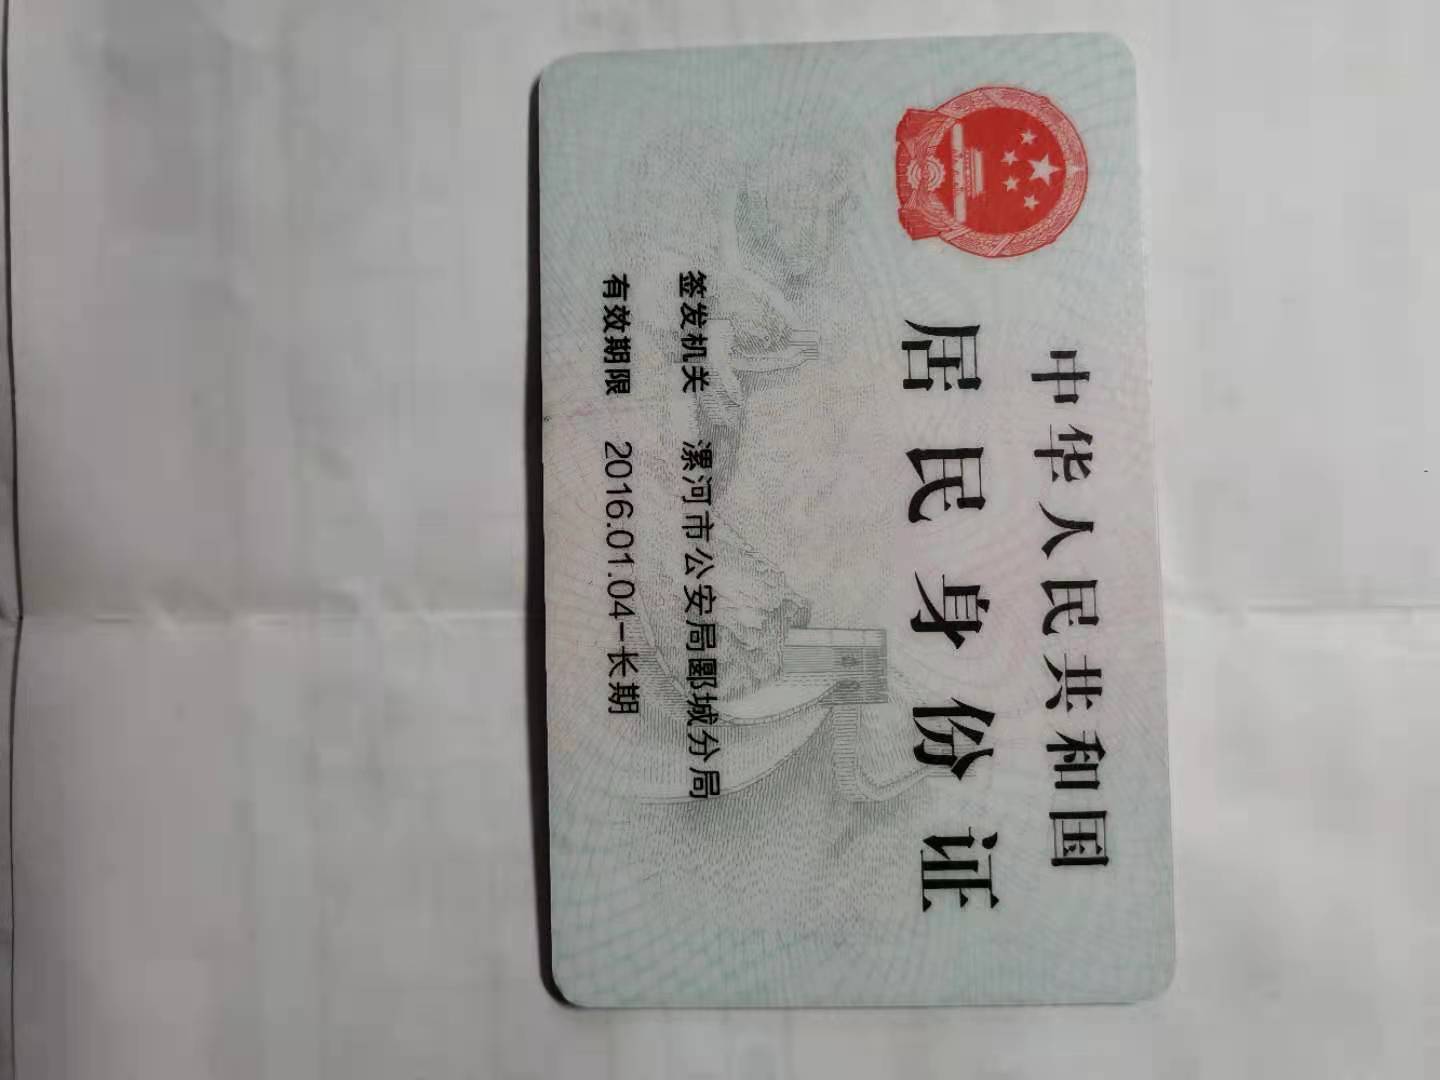 中华人民共和国
居民身份证
签发机关 漯河市公安局郾城分局
有效期限 2016.01.04-长期